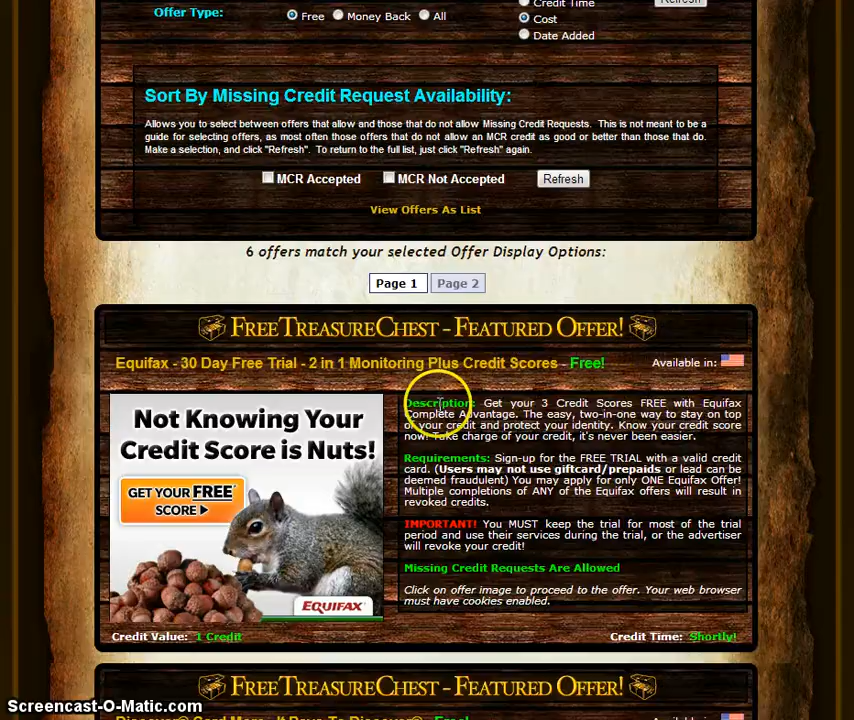 Offer Type:
Free Money Back All
Credit Time
Cost
Date Added
Refresh
Sort By Missing Credit Request Availability:
Allows you to select between offers that allow and those that do not allow Missing Credit Requests. This is not meant to be a
guide for selecting offers, as most often those offers that do not allow an MCR credit as good or better than those that do.
Make a selection, and click "Refresh". To return to the full list, just click "Refresh" again.
MCR Accepted MCR Not Accepted Refresh
View Offers As List
6 offers match your selected Offer Display Options:
Page 1 Page 2
FREETREASURECHEST - FEATURED OFFER!
Equifax - 30 Day Free Trial - 2 in 1 Monitoring Plus Credit Scores - Free!
Available in:
Not Knowing Your
Credit Score is Nuts!
GET YOUR FREE
SCORE
EQUIFAX
Description: Get your 3 Credit Scores FREE with Equifax
Complete Advantage. The easy, two-in-one way to stay on top
of your credit and protect your identity. Know your credit score
now! Take charge of your credit, it's never been easier.
Requirements: Sign-up for the FREE TRIAL with a valid credit
card. (Users may not use giftcard/prepaids or lead can be
deemed fraudulent) You may apply for only ONE Equifax Offer!
Multiple completions of ANY of the Equifax offers will result in
revoked credits.
IMPORTANT! You MUST keep the trial for most of the trial
period and use their services during the trial, or the advertiser
will revoke your credit!
Missing Credit Requests Are Allowed
Click on offer image to proceed to the offer. Your web browser
must have cookies enabled.
Credit Value: 1 Credit
Credit Time: Shortly!
FREETREASURECHEST - FEATURED OFFER!
Screencast-O-Matic.com